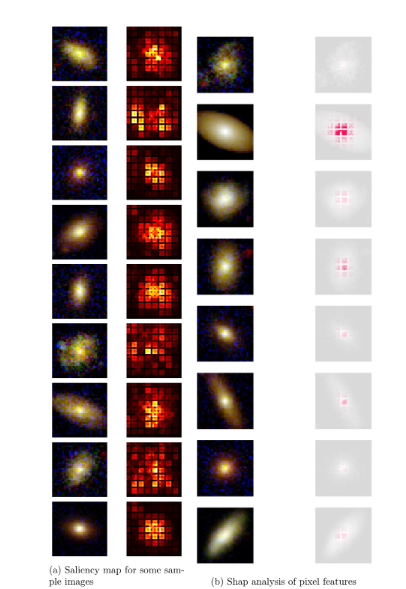 (a) Saliency map for some sam-
ple images
(b) Shap analysis of pixel features